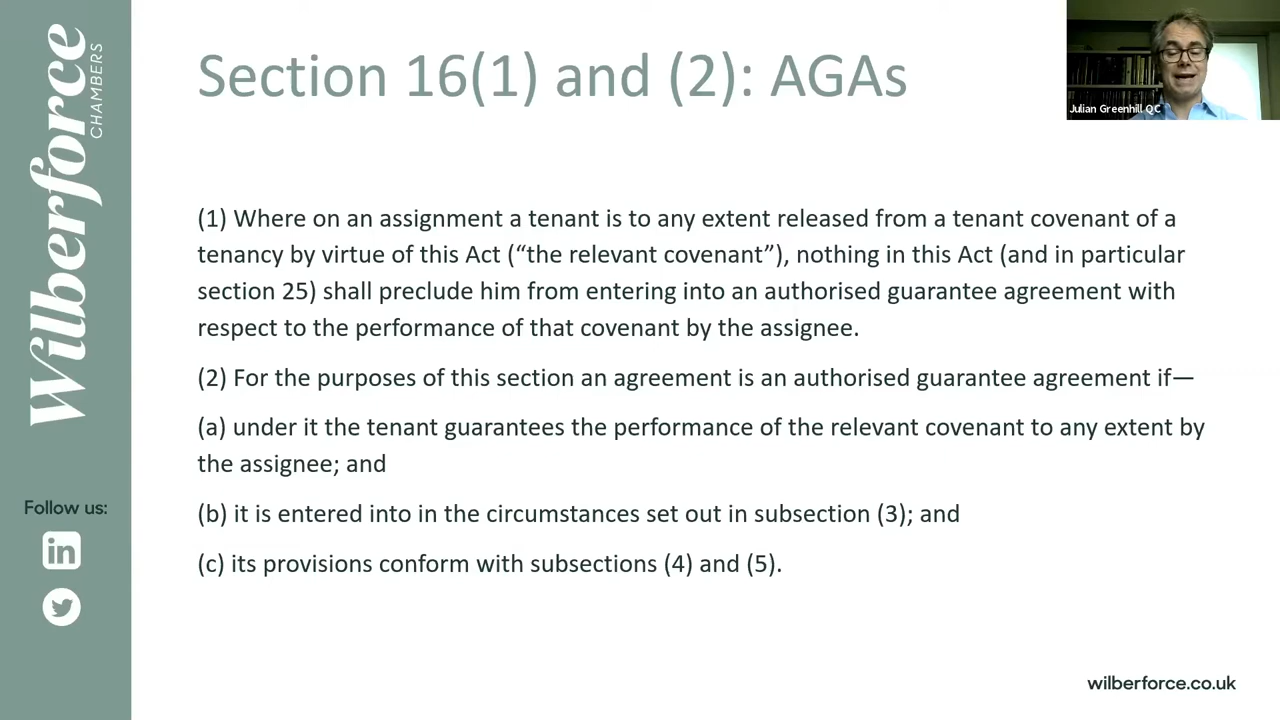 Wilberforce
CHAMBERS
Section 16(1) and (2): AGAs
Julian Greenhill QC
(1) Where on an assignment a tenant is to any extent released from a tenant covenant of a
tenancy by virtue of this Act (“the relevant covenant”), nothing in this Act (and in particular
section 25) shall preclude him from entering into an authorised guarantee agreement with
respect to the performance of that covenant by the assignee.
(2) For the purposes of this section an agreement is an authorised guarantee agreement if—
(a) under it the tenant guarantees the performance of the relevant covenant to any extent by
the assignee; and
(b) it is entered into in the circumstances set out in subsection (3); and
(c) its provisions conform with subsections (4) and (5).
Follow us:
in
wilberforce.co.uk